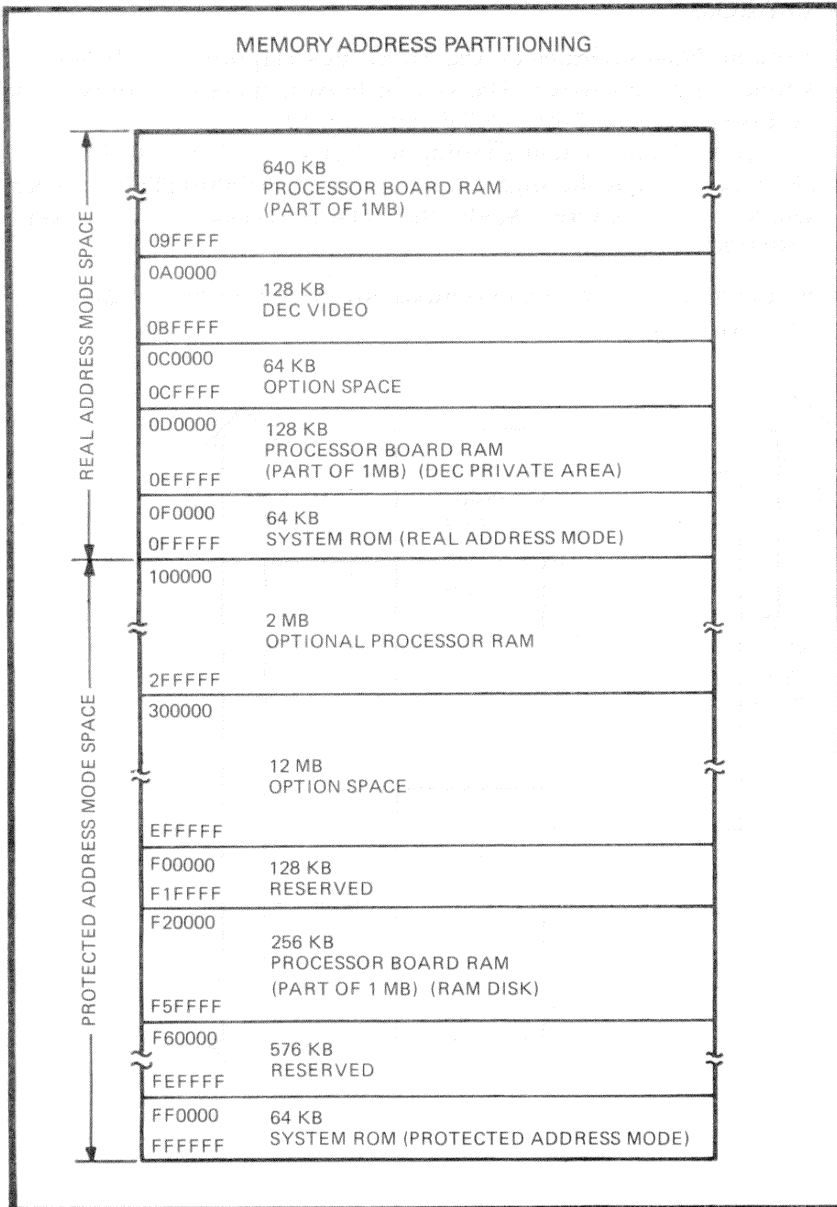 MEMORY ADDRESS PARTITIONING
REAL ADDRESS MODE SPACE
640 KB
PROCESSOR BOARD RAM
(PART OF 1MB)
09FFFF
0A0000
128 KB
DEC VIDEO
0BFFFF
0C0000
64 KB
OPTION SPACE
0CFFFF
0D0000
128 KB
PROCESSOR BOARD RAM
(PART OF 1MB) (DEC PRIVATE AREA)
0EFFFF
0F0000
64 KB
SYSTEM ROM (REAL ADDRESS MODE)
0FFFFF
PROTECTED ADDRESS MODE SPACE
100000
2 MB
OPTIONAL PROCESSOR RAM
2FFFFF
300000
12 MB
OPTION SPACE
EFFFFF
F00000
128 KB
RESERVED
F1FFFF
F20000
256 KB
PROCESSOR BOARD RAM
(PART OF 1 MB) (RAM DISK)
F5FFFF
F60000
576 KB
RESERVED
FEFFFF
FF0000
64 KB
SYSTEM ROM (PROTECTED ADDRESS MODE)
FFFFFF